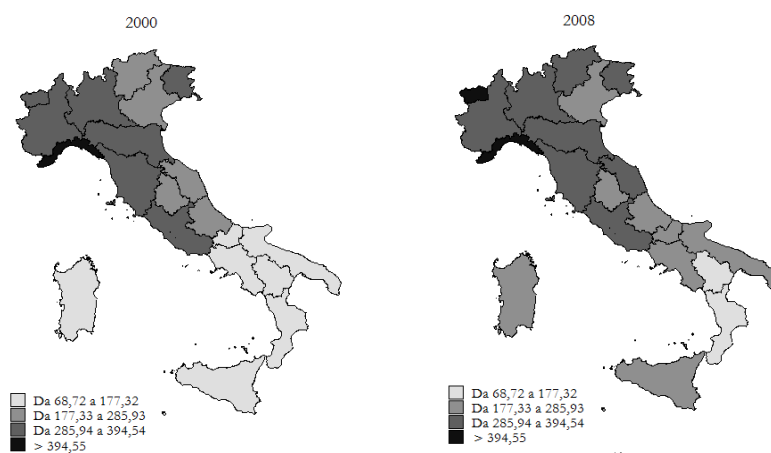 2000
2008
Da 68,72 a 177,32
Da 177,33 a 285,93
Da 285,94 a 394,54
> 394,55
Da 68,72 a 177,32
Da 177,33 a 285,93
Da 285,94 a 394,54
> 394,55